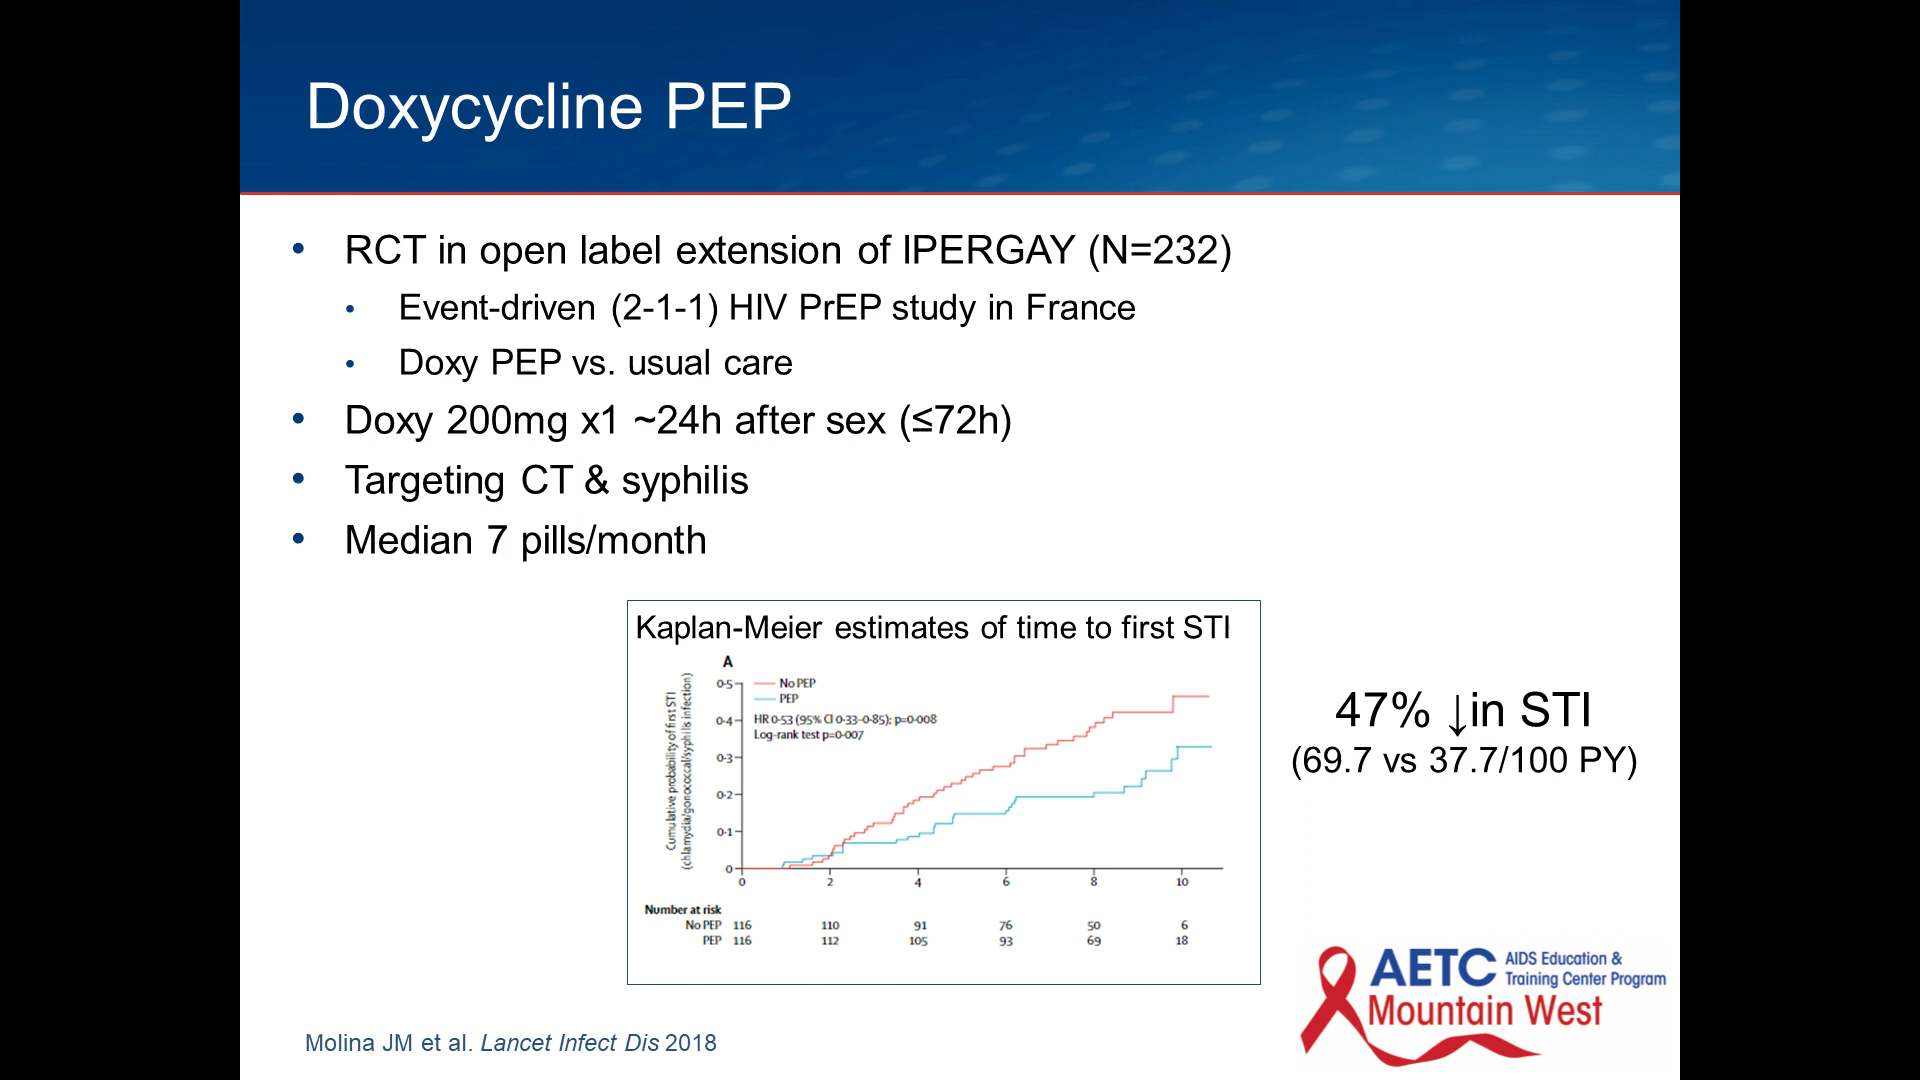 Doxycycline PEP
• RCT in open label extension of IPERGAY (N=232)
• Event-driven (2-1-1) HIV PrEP study in France
• Doxy PEP vs. usual care
• Doxy 200mg x1 ~24h after sex (≤72h)
• Targeting CT & syphilis
• Median 7 pills/month
Kaplan-Meier estimates of time to first STI
A
Cumulative probability of first STI
(chlamydia/gonococcal/syphilis infection)
0·5
0·4
0·3
0·2
0·1
0
No PEP
PEP
HR 0·53 (95% CI 0·33–0·85); p=0·008
Log-rank test p=0·007
0 2 4 6 8 10
Number at risk
No PEP 116 110 91 76 50 6
PEP 116 112 105 93 69 18
47% ↓in STI
(69.7 vs 37.7/100 PY)
AETC AIDS Education &
Training Center Program
Mountain West
Molina JM et al. Lancet Infect Dis 2018